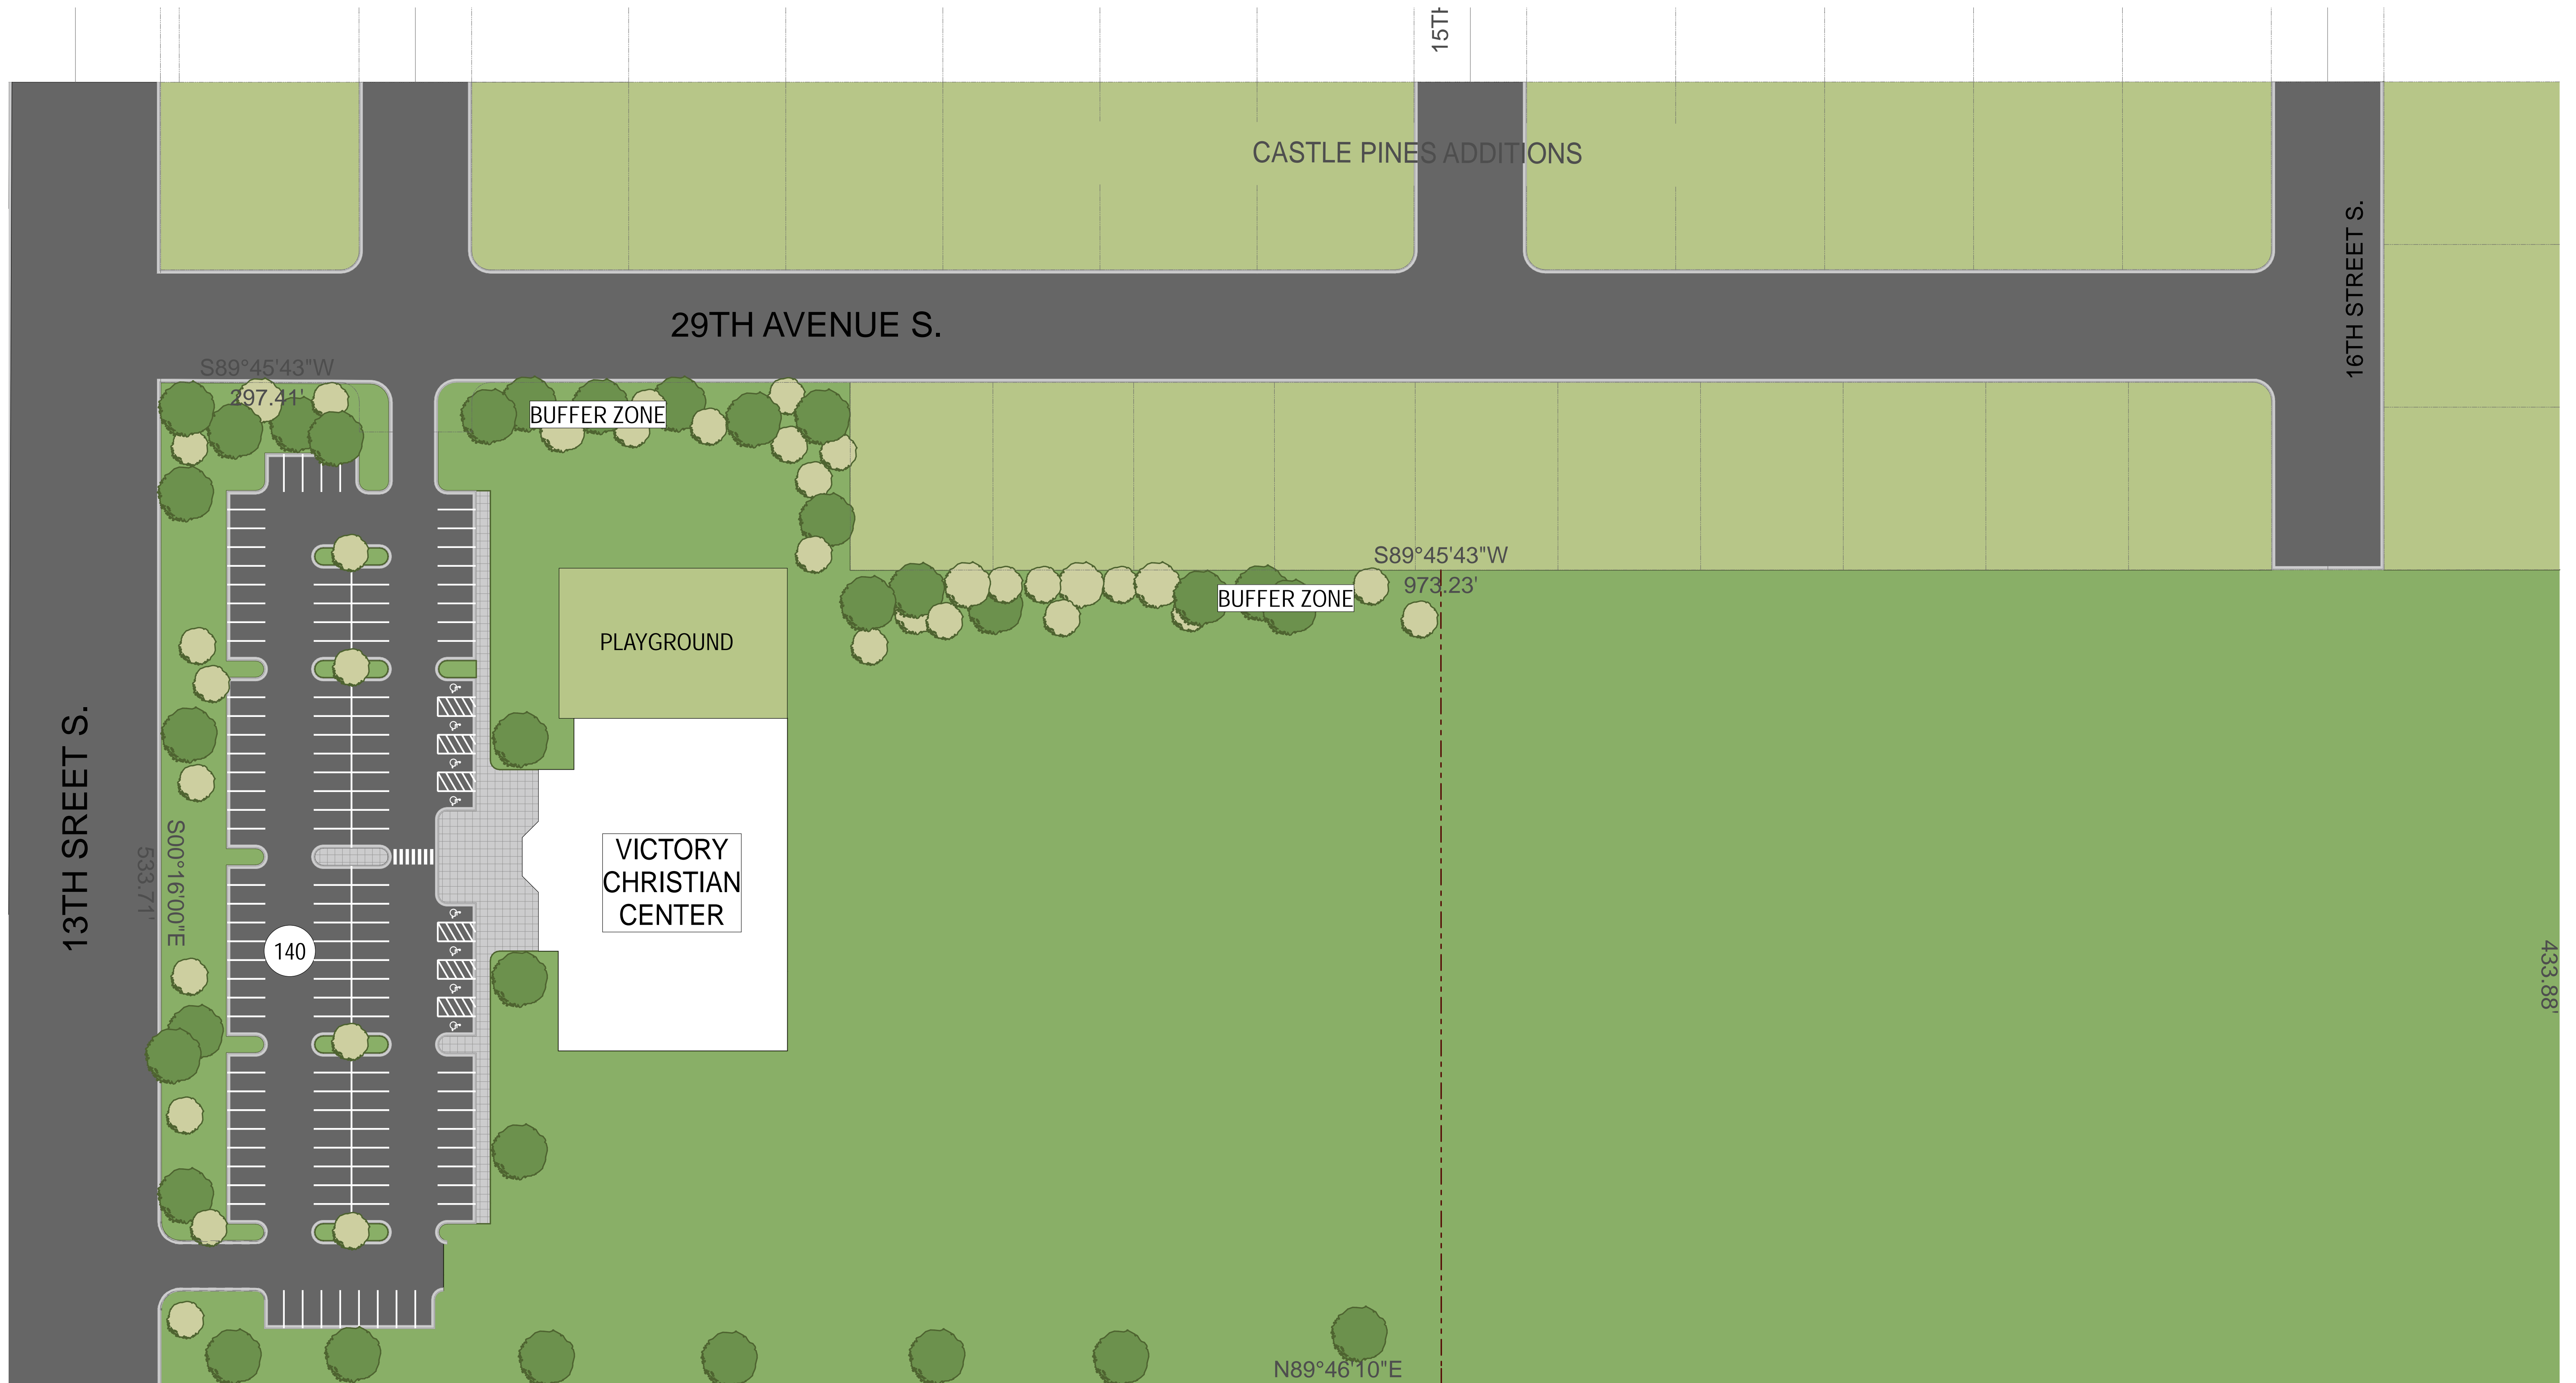 15TH
CASTLE PINES ADDITIONS
16TH STREET S.
29TH AVENUE S.
S89°45'43"W
297.41'
BUFFER ZONE
S89°45'43"W
973.23'
BUFFER ZONE
PLAYGROUND
13TH SREET S.
S00°16'00"E
533.71'
VICTORY
CHRISTIAN
CENTER
140
433.88'
N89°46'10"E